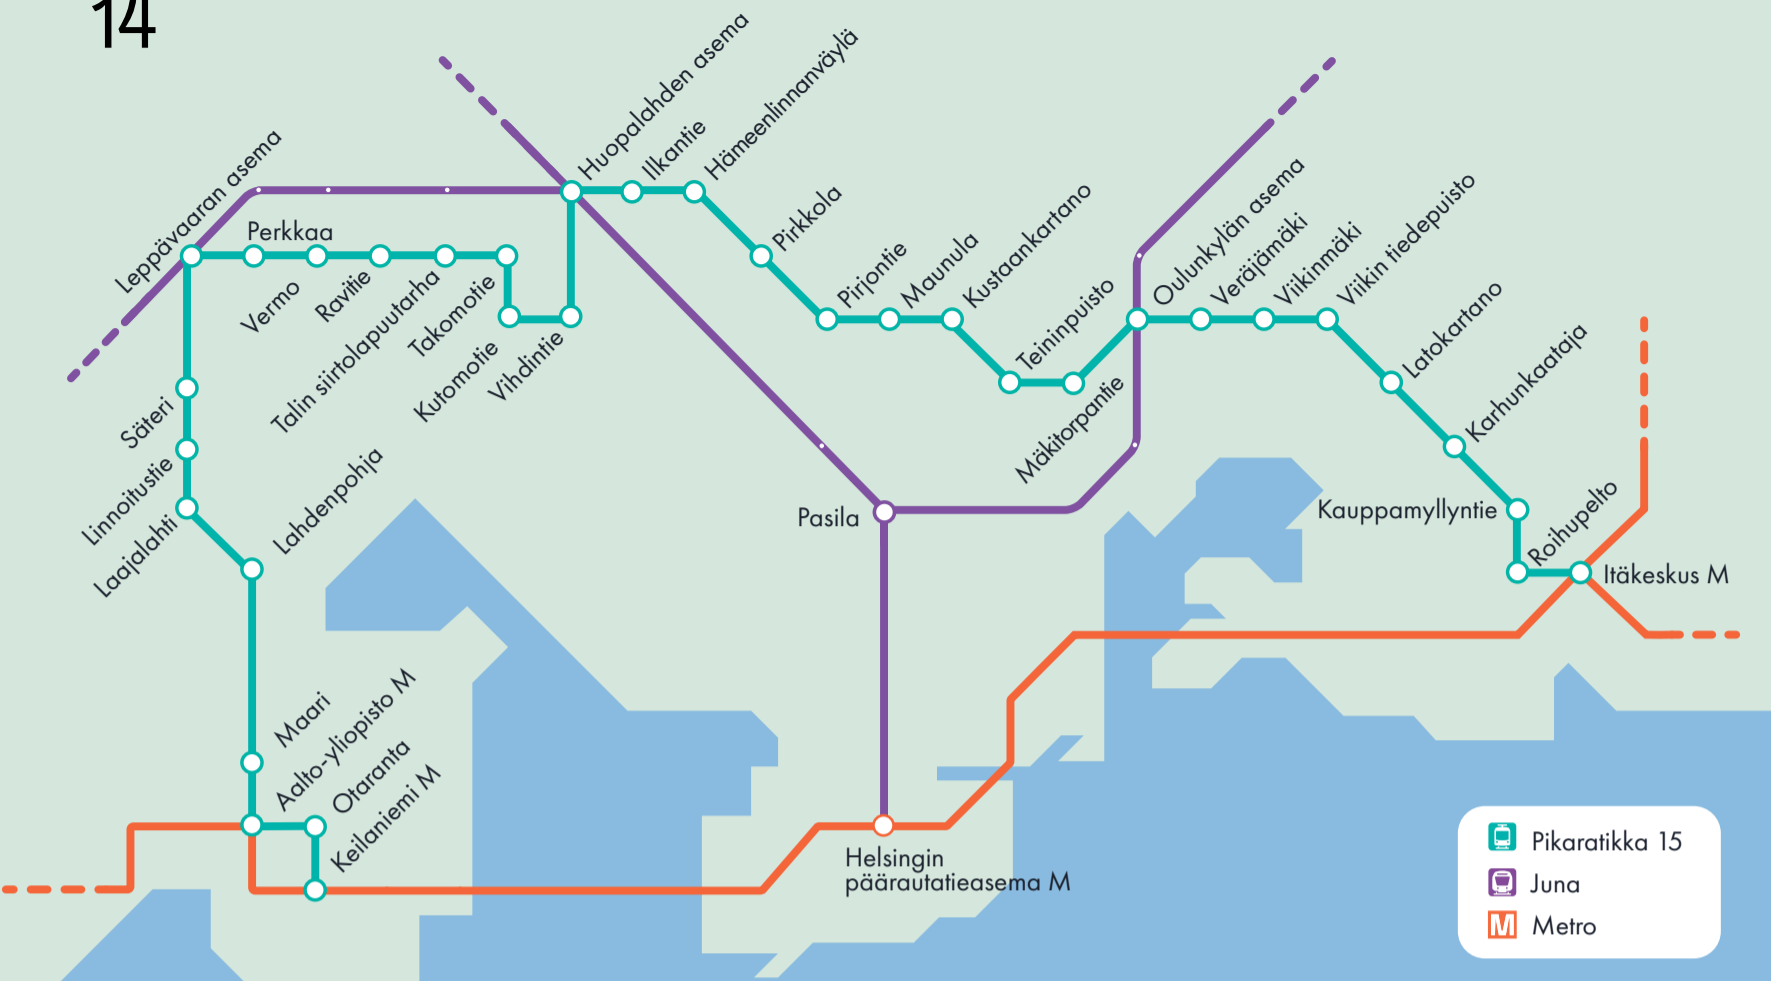 14
Leppävaaran asema
Perkkaa
Vermo
Ravitie
Talin siirtolapuutarha
Takomotie
Kutomotie
Vihdintie
Huopalahden asema
Ilkantie
Hämeenlinnanväylä
Pirkkola
Pirjontie
Maunula
Kustaankartano
Teininpuisto
Mäkitorpantie
Oulunkylän asema
Veräjämäki
Viikinmäki
Viikin tiedepuisto
Latokartano
Karhunkaataja
Kauppamyllyntie
Roihupelto
Itäkeskus M
Säteri
Linnoitustie
Laajalahti
Lahdenpohja
Maari
Aalto-yliopisto M
Otaranta
Keilaniemi M
Pasila
Helsingin
päärautatieasema M
Pikaratikka 15
Juna
M Metro